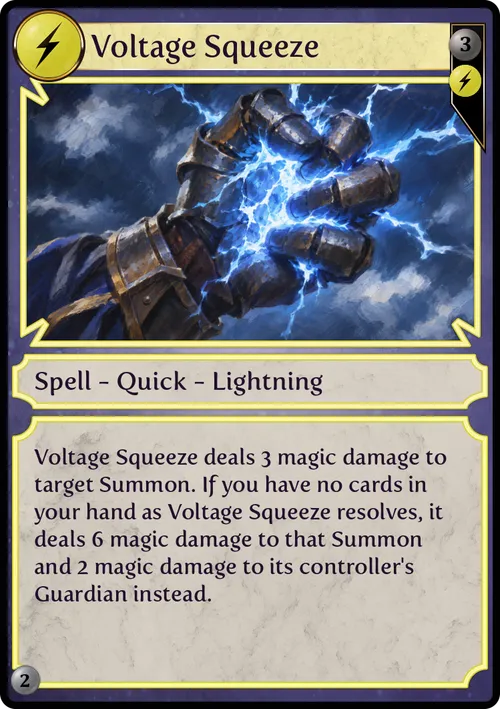 Voltage Squeeze
3
Spell - Quick - Lightning
Voltage Squeeze deals 3 magic damage to
target Summon. If you have no cards in
your hand as Voltage Squeeze resolves, it
deals 6 magic damage to that Summon
and 2 magic damage to its controller's
Guardian instead.
2